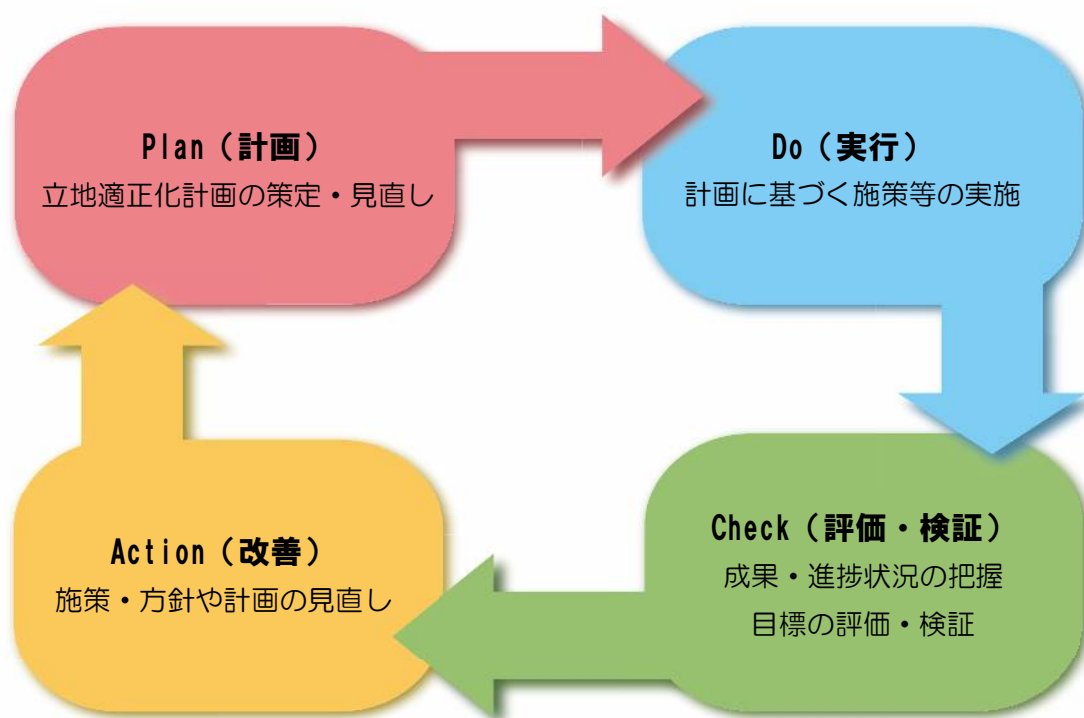 Plan（計画）
立地適正化計画の策定・見直し
Do（実行）
計画に基づく施策等の実施
Check（評価・検証）
成果・進捗状況の把握
目標の評価・検証
Action（改善）
施策・方針や計画の見直し